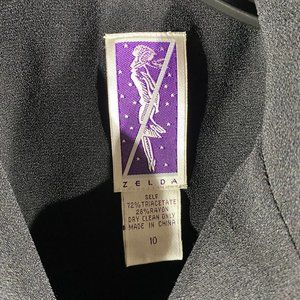 ZELDA
SELF
72% TRIACETATE
28% RAYON
DRY CLEAN ONLY
MADE IN CHINA
10